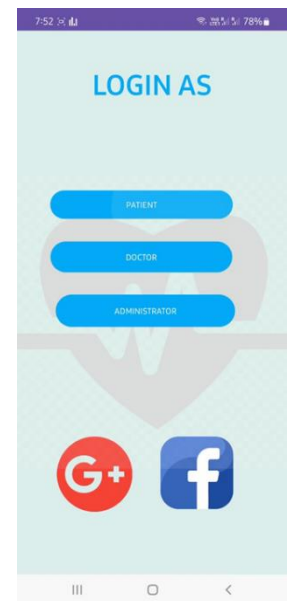 7:52
78%
LOGIN AS
PATIENT
DOCTOR
ADMINISTRATOR
G+
f